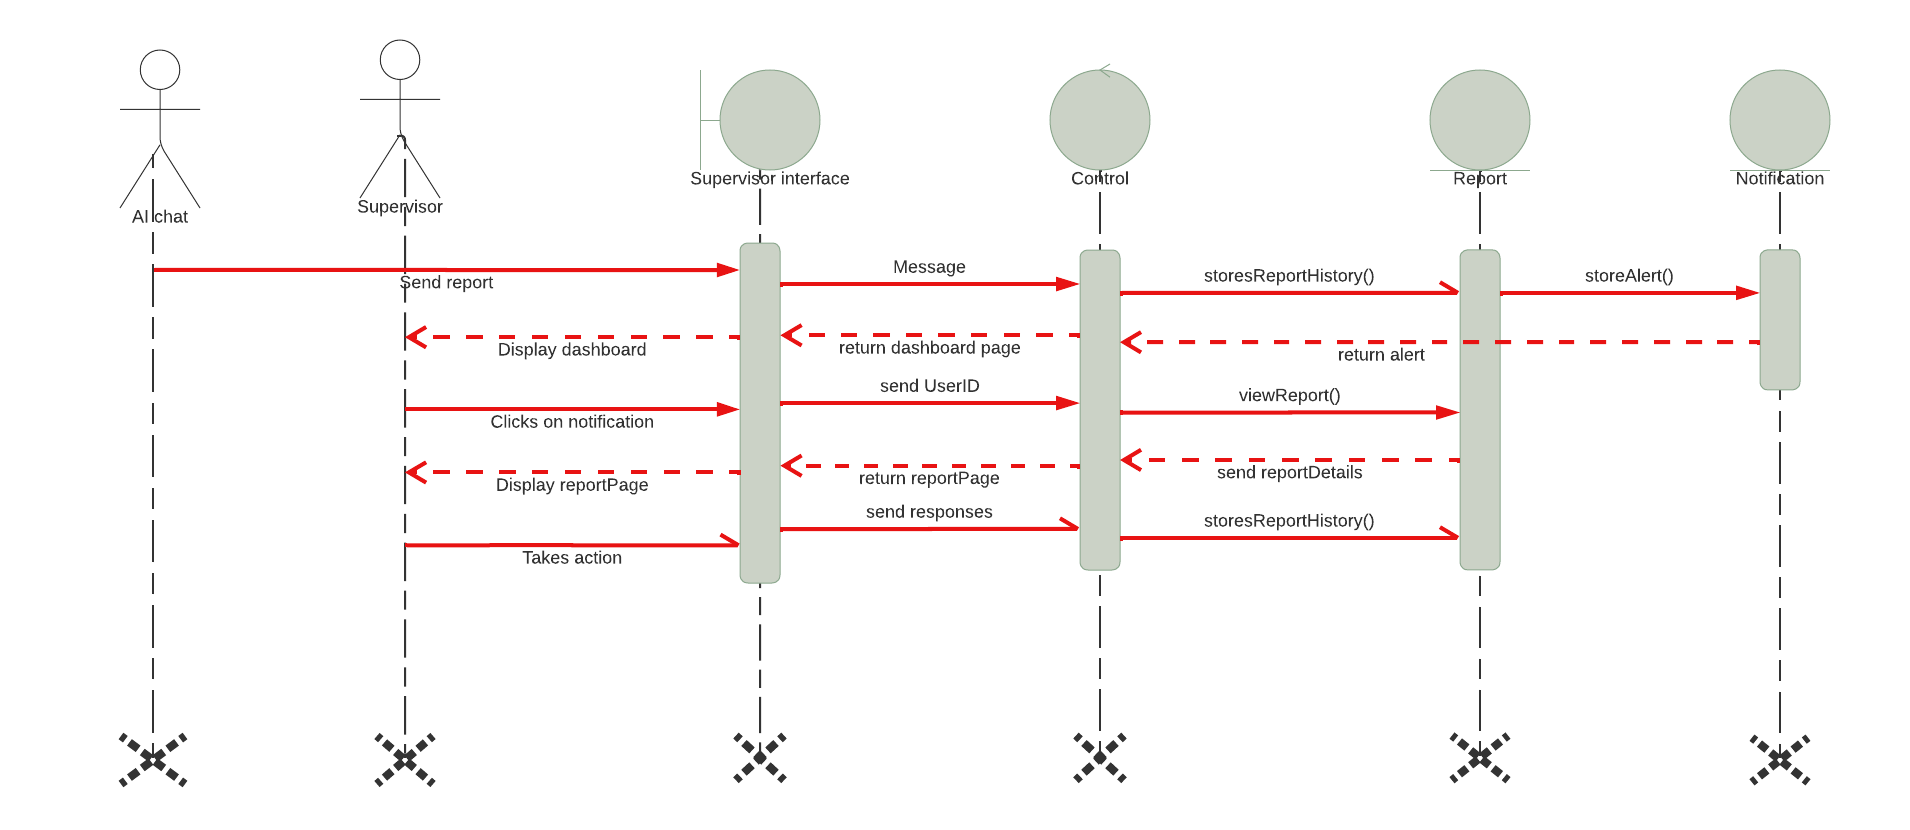 AI chat
Supervisor
Supervisor interface
Control
Report
Notification
Send report
Message
storesReportHistory()
storeAlert()
Display dashboard
return dashboard page
return alert
Clicks on notification
send UserID
viewReport()
Display reportPage
return reportPage
send reportDetails
Takes action
send responses
storesReportHistory()